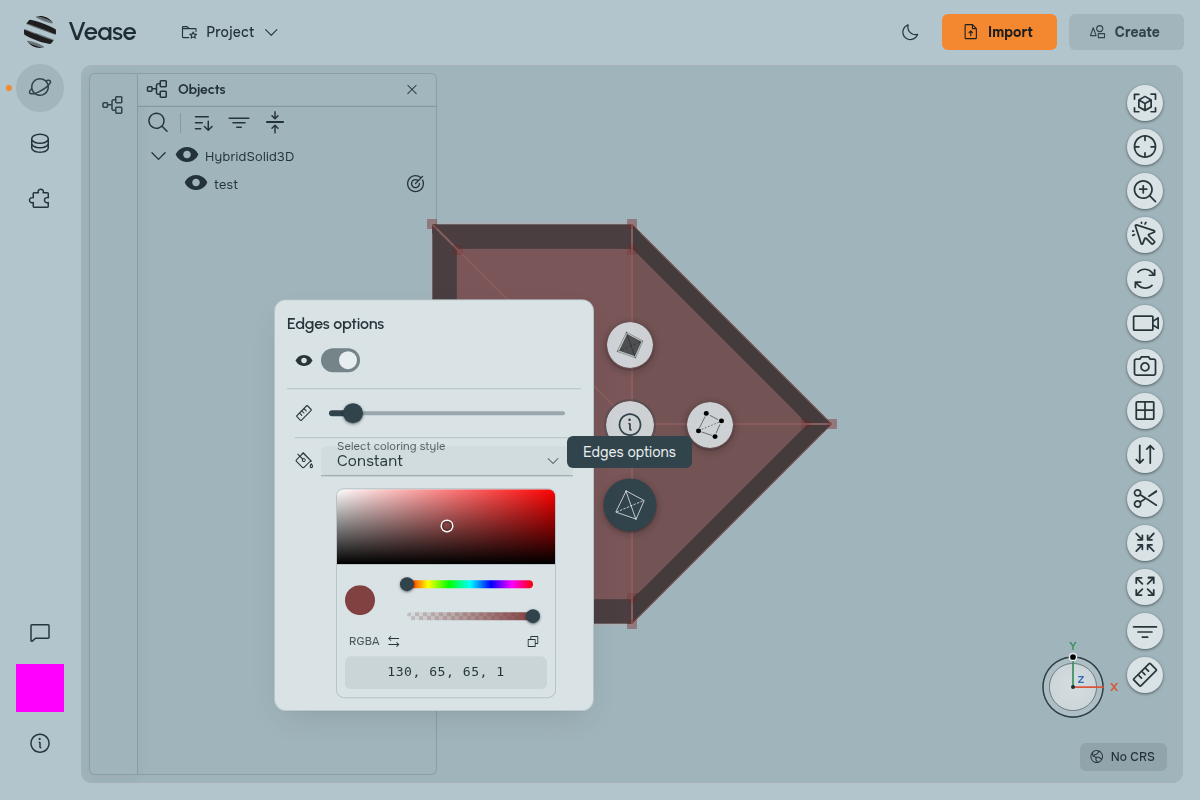 Vease
Project
Import
Create
Objects
HybridSolid3D
test
Edges options
Select coloring style
Constant
Edges options
RGBA
130, 65, 65, 1
Y
Z
X
No CRS